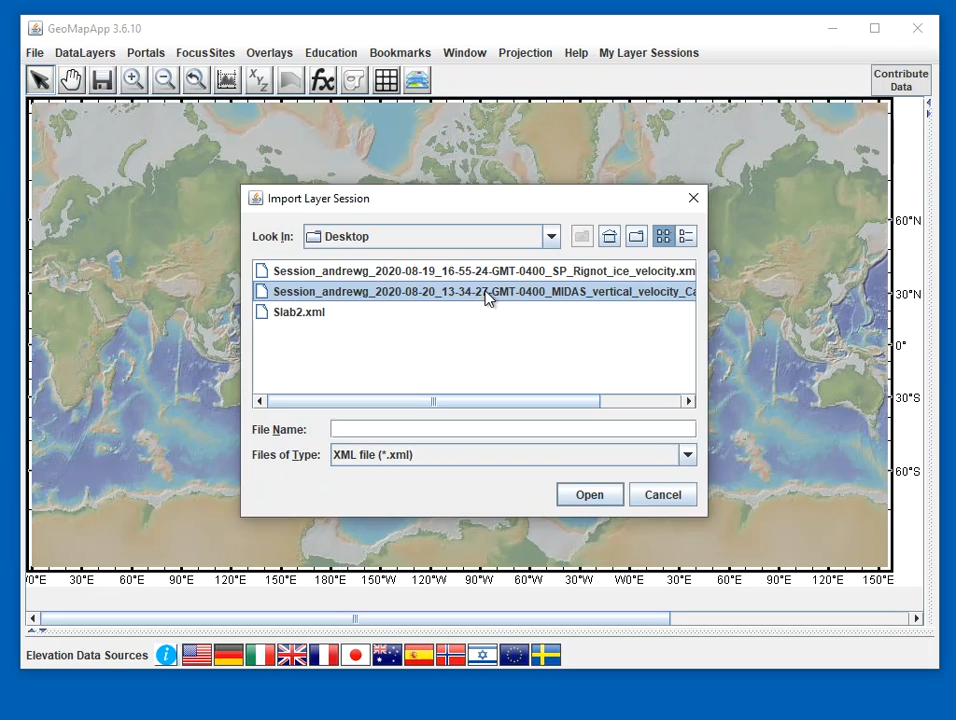 GeoMapApp 3.6.10
File DataLayers Portals FocusSites Overlays Education Bookmarks Window Projection Help My Layer Sessions
XYZ fx Contribute
Data
Import Layer Session
Look In: Desktop
Session_andrewg_2020-08-19_16-55-24-GMT-0400_SP_Rignot_ice_velocity.xm
Session_andrewg_2020-08-20_13-34-27-GMT-0400_MIDAS_vertical_velocity_Ca
Slab2.xml
File Name:
Files of Type: XML file (*.xml)
Open Cancel
60°N
30°N
0°
30°S
60°S
0°E 30°E 60°E 90°E 120°E 150°E 180°E 150°W 120°W 90°W 60°W 30°W W0°E 30°E 60°E 90°E 120°E 150°E
Elevation Data Sources i